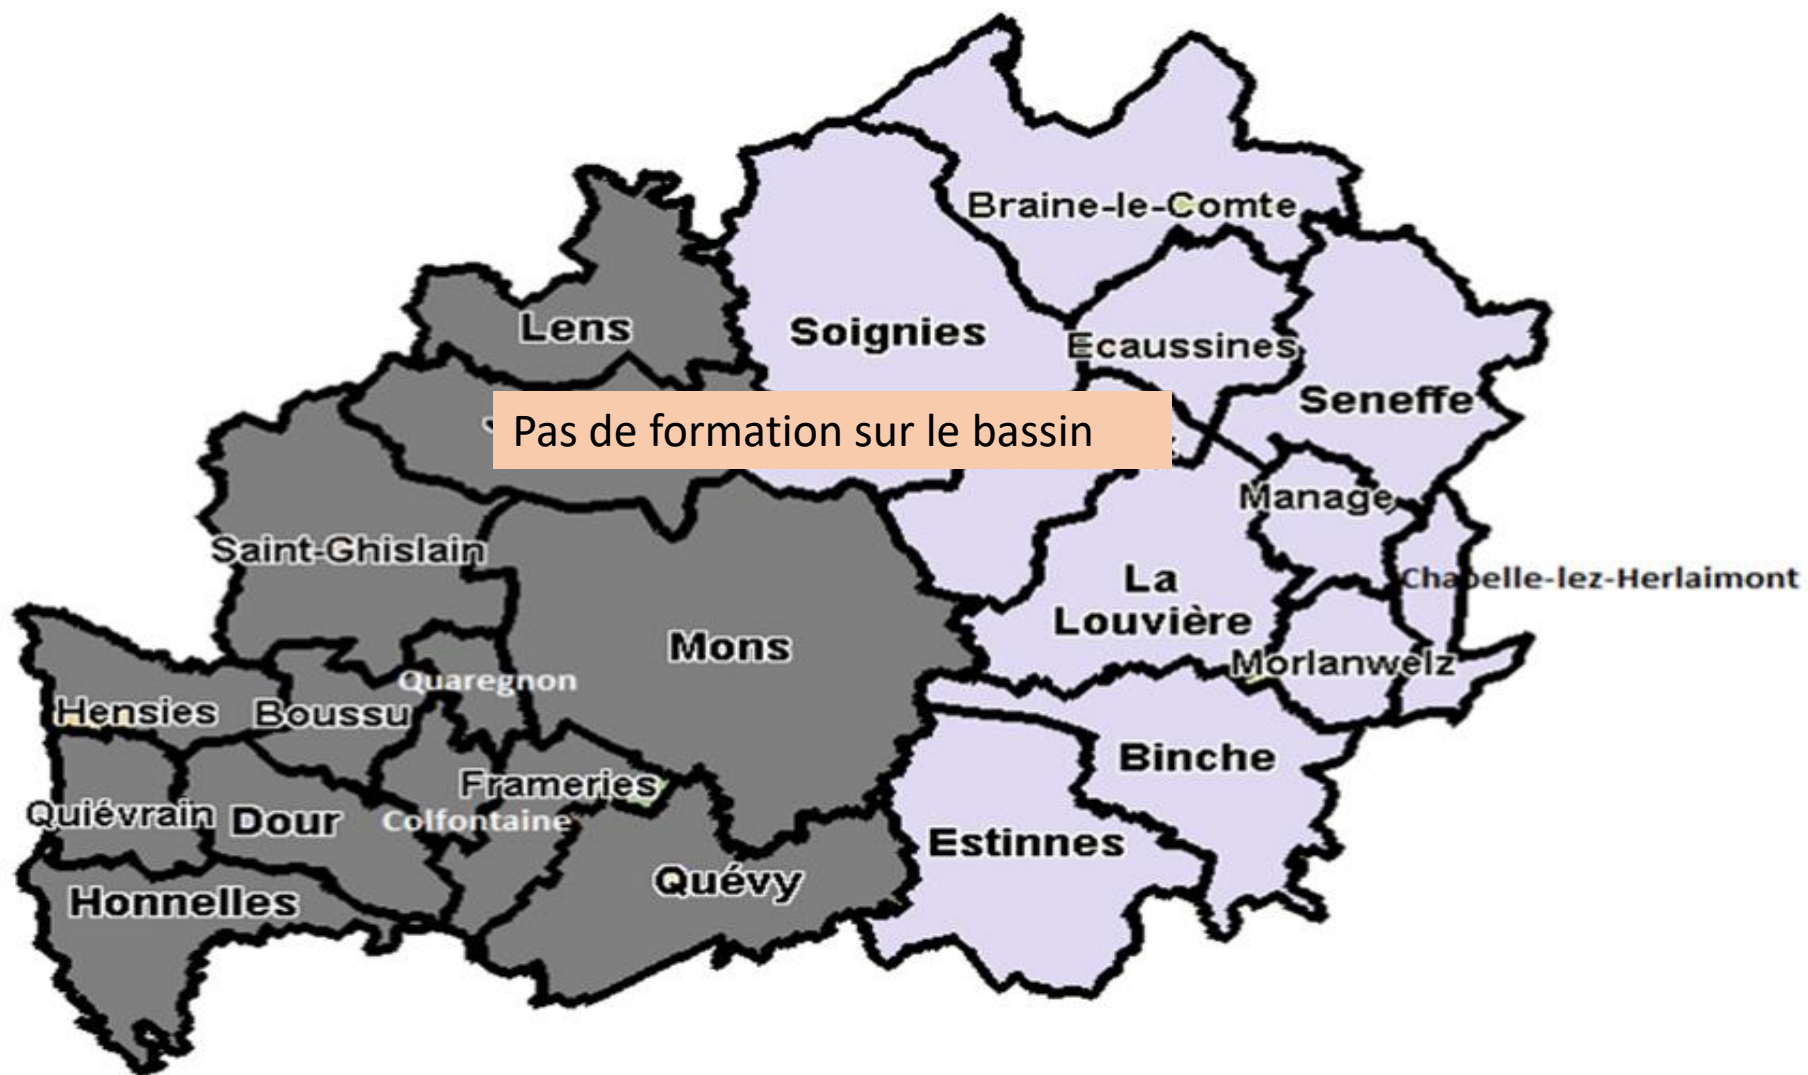 Braine-le-Comte
Lens
Soignies
Ecaussines
Seneffe
Pas de formation sur le bassin
Manage
Saint-Ghislain
Chapelle-lez-Herlaimont
La
Louvière
Mons
Morlanwelz
Quaregnon
Hensies
Boussu
Binche
Frameries
Quiévrain
Dour
Colfontaine
Estinnes
Quévy
Honnelles